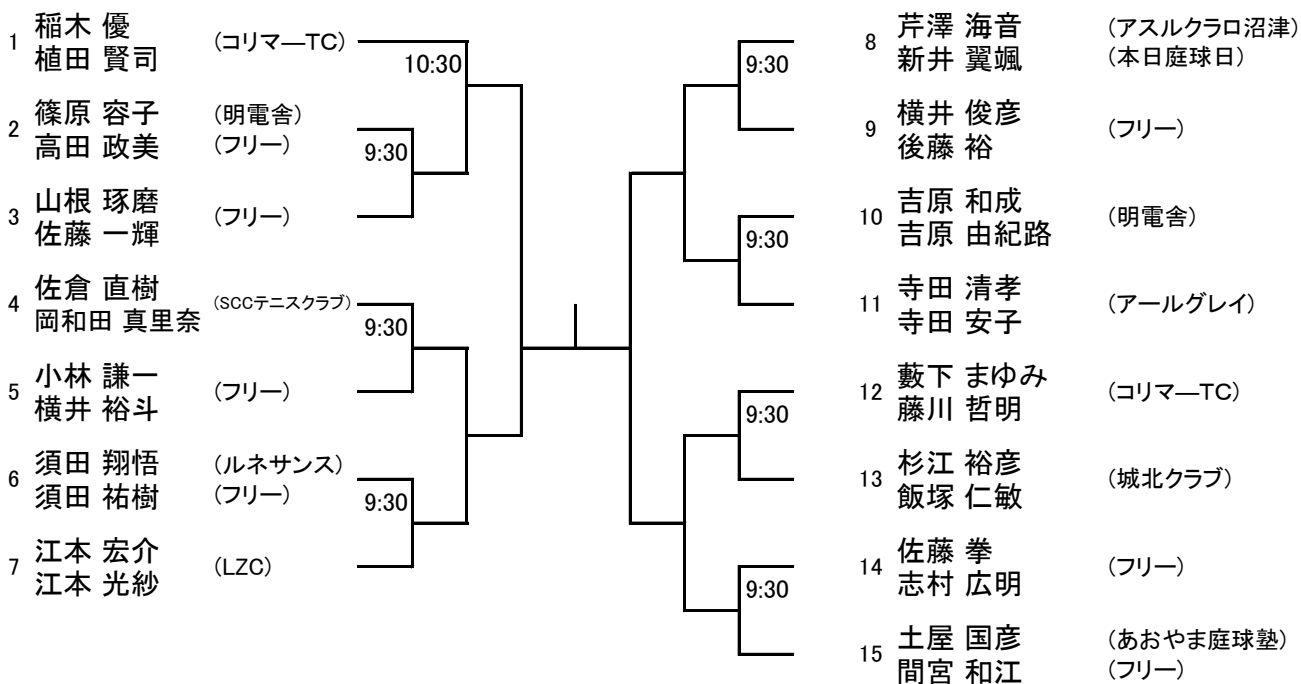 1 稲木 優 (コリマ―TC)
植田 賢司
10:30
2 篠原 容子 (明電舎)
高田 政美 (フリー)
9:30
3 山根 琢磨 (フリー)
佐藤 一輝
4 佐倉 直樹 (SCCテニスクラブ)
岡和田 真里奈
9:30
5 小林 謙一 (フリー)
横井 裕斗
6 須田 翔悟 (ルネサンス)
須田 祐樹 (フリー)
9:30
7 江本 宏介 (LZC)
江本 光紗
8 芹澤 海音 (アスルクラロ沼津)
新井 翼颯 (本日庭球日)
9:30
9 横井 俊彦 (フリー)
後藤 裕
10 吉原 和成 (明電舎)
吉原 由紀路
9:30
11 寺田 清孝 (アールグレイ)
寺田 安子
12 藪下 まゆみ (コリマ―TC)
藤川 哲明
9:30
13 杉江 裕彦 (城北クラブ)
飯塚 仁敏
14 佐藤 拳 (フリー)
志村 広明
9:30
15 土屋 国彦 (あおやま庭球塾)
間宮 和江 (フリー)